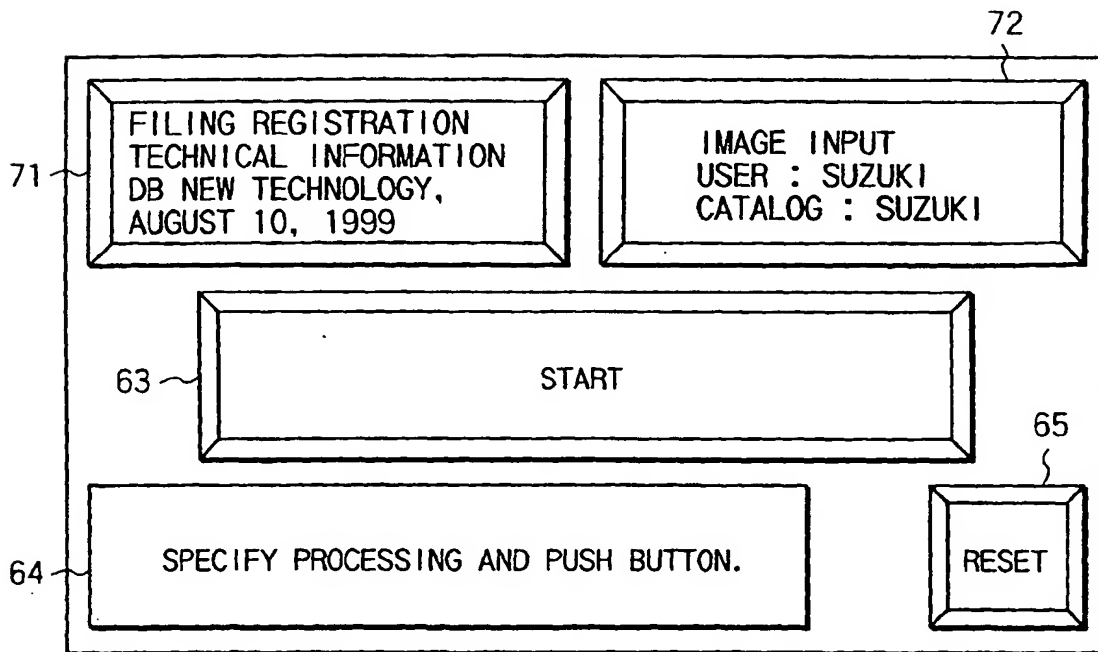 72
71
FILING REGISTRATION
TECHNICAL INFORMATION
DB NEW TECHNOLOGY,
AUGUST 10, 1999
IMAGE INPUT
USER : SUZUKI
CATALOG : SUZUKI
63
START
65
64
SPECIFY PROCESSING AND PUSH BUTTON.
RESET